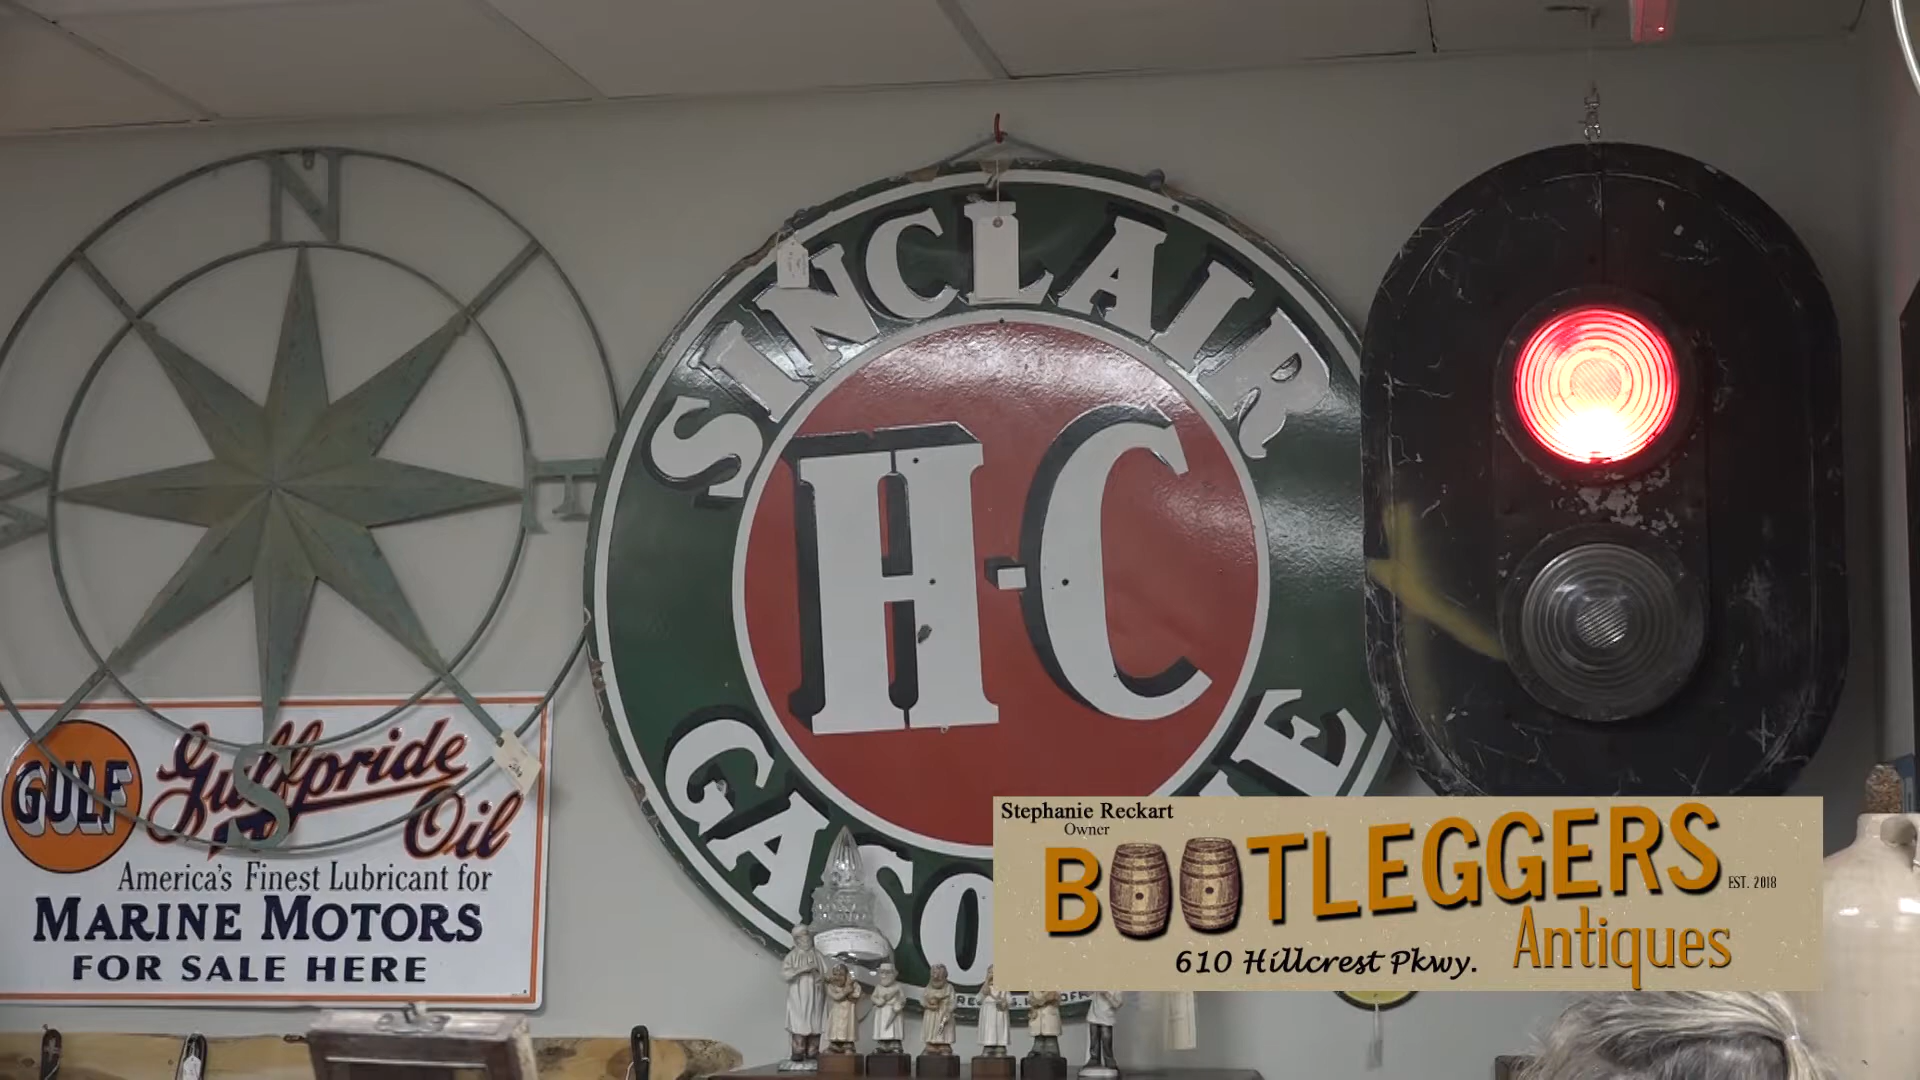 N
W
E
S
SINCLAIR
H-C
GASO
NE
GULF
Gulfpride
Oil
America's Finest Lubricant for
MARINE MOTORS
FOR SALE HERE
Stephanie Reckart
Owner
BOOTLEGGERS
EST. 2018
Antiques
610 Hillcrest Pkwy.